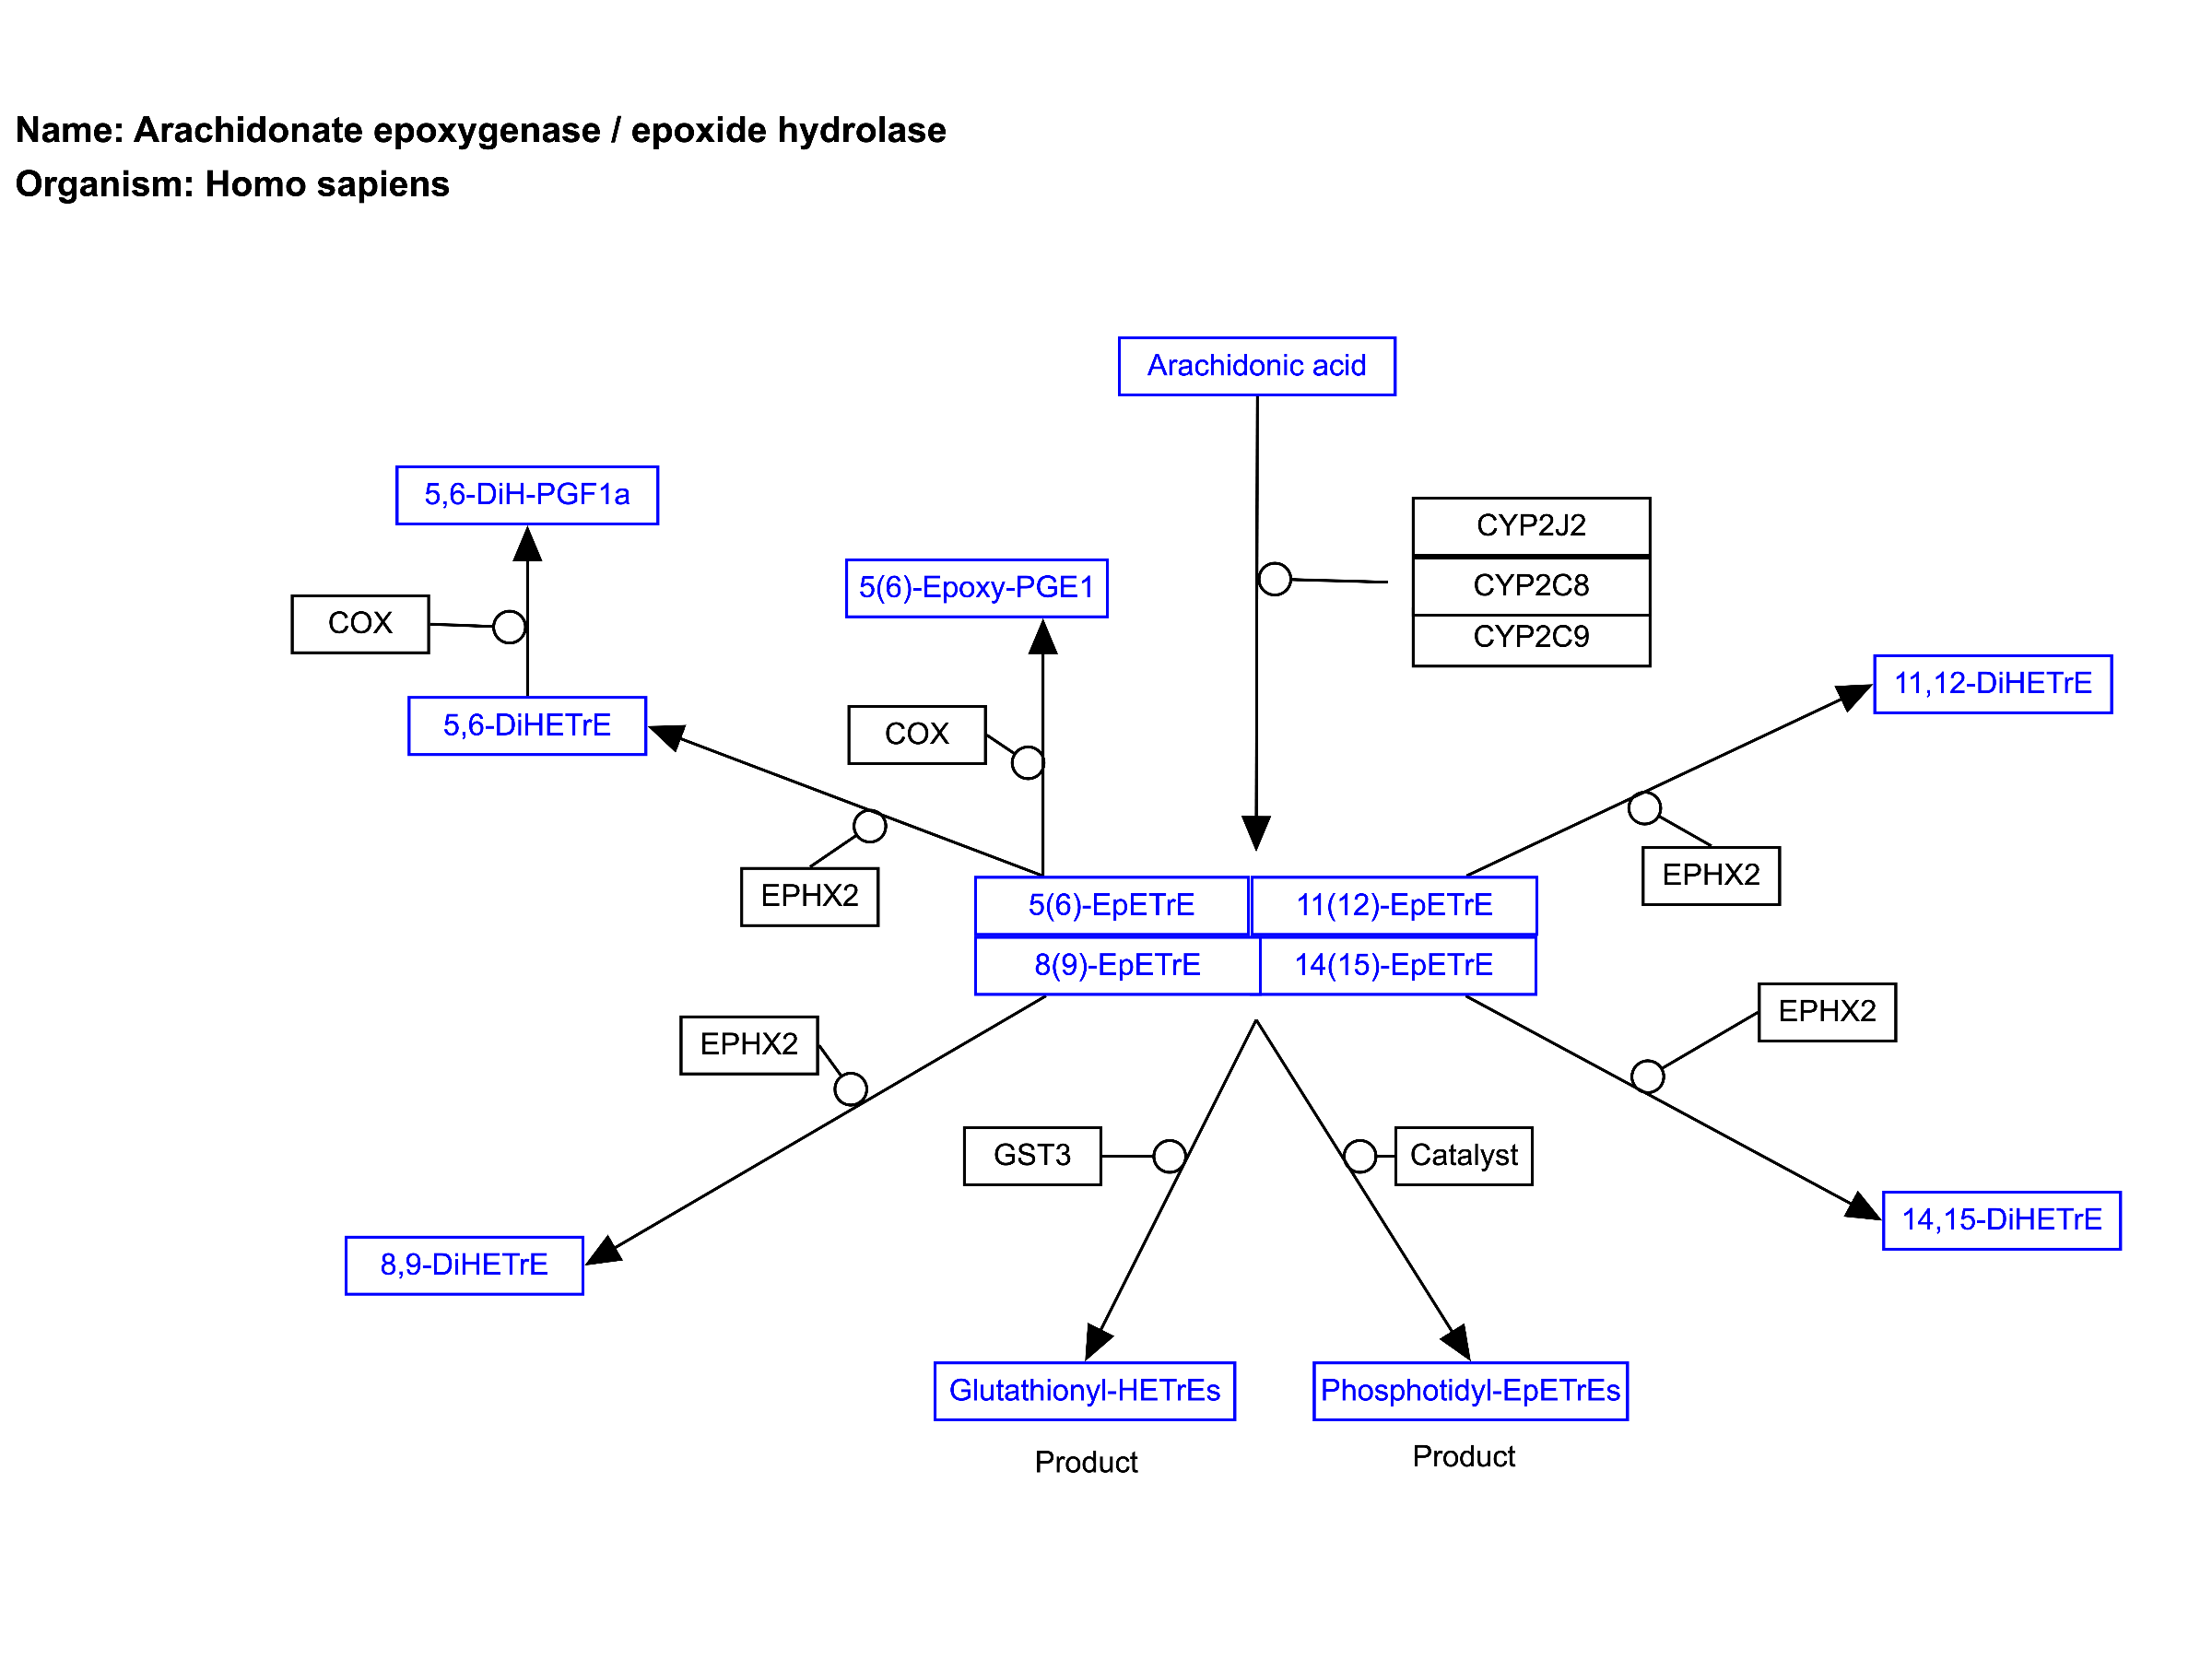 Name: Arachidonate epoxygenase / epoxide hydrolase
Organism: Homo sapiens
Arachidonic acid
5,6-DiH-PGF1a
CYP2J2
5(6)-Epoxy-PGE1
CYP2C8
COX
CYP2C9
11,12-DiHETrE
5,6-DiHETrE
COX
EPHX2
EPHX2
5(6)-EpETrE
11(12)-EpETrE
8(9)-EpETrE
14(15)-EpETrE
EPHX2
EPHX2
GST3
Catalyst
14,15-DiHETrE
8,9-DiHETrE
Glutathionyl-HETrEs
Phosphotidyl-EpETrEs
Product
Product